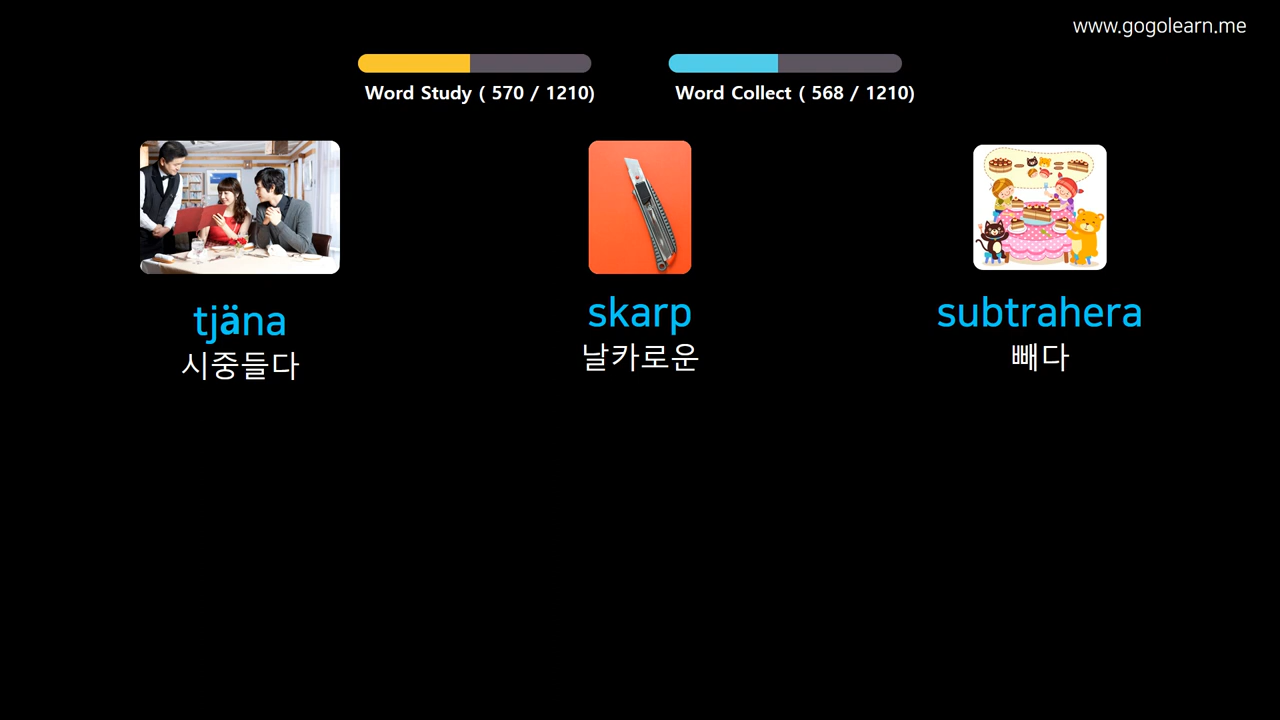 www.gogolearn.me
Word Study ( 570 / 1210)
Word Collect ( 568 / 1210)
tjäna
시중들다
skarp
날카로운
subtrahera
빼다